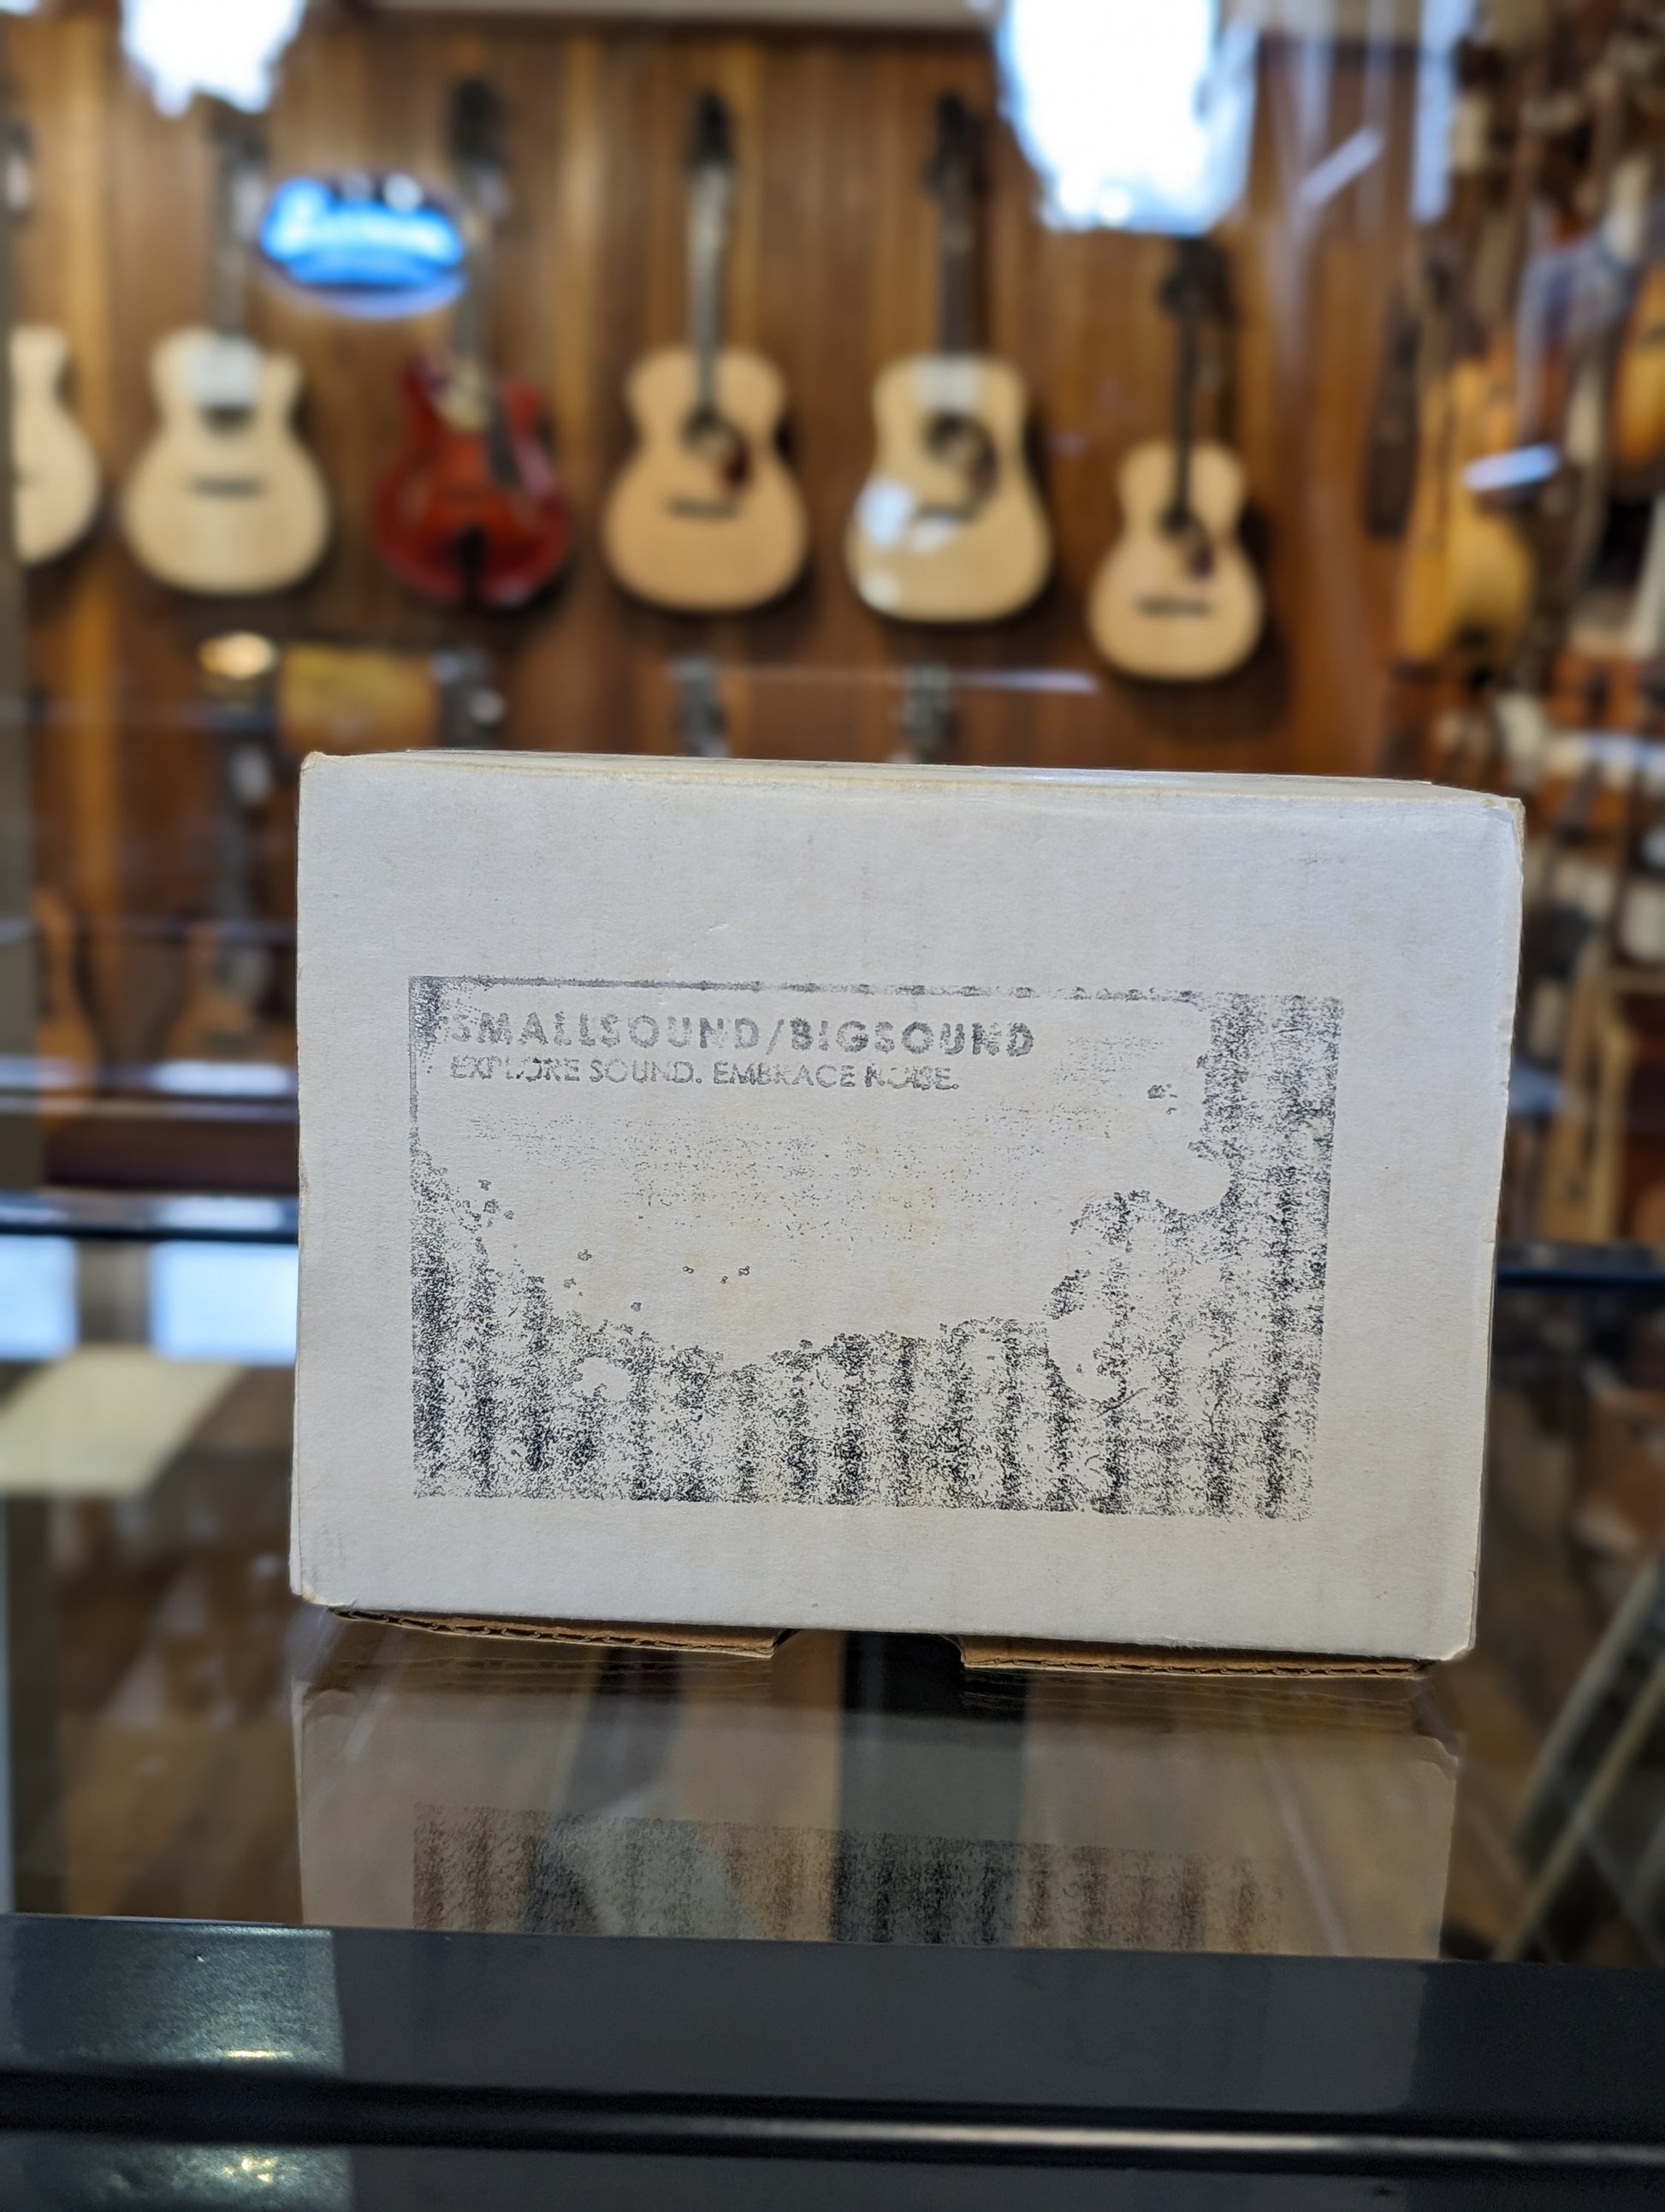 SMALLSOUND/BIGSOUND
EXPLORE SOUND. EMBRACE NOISE.